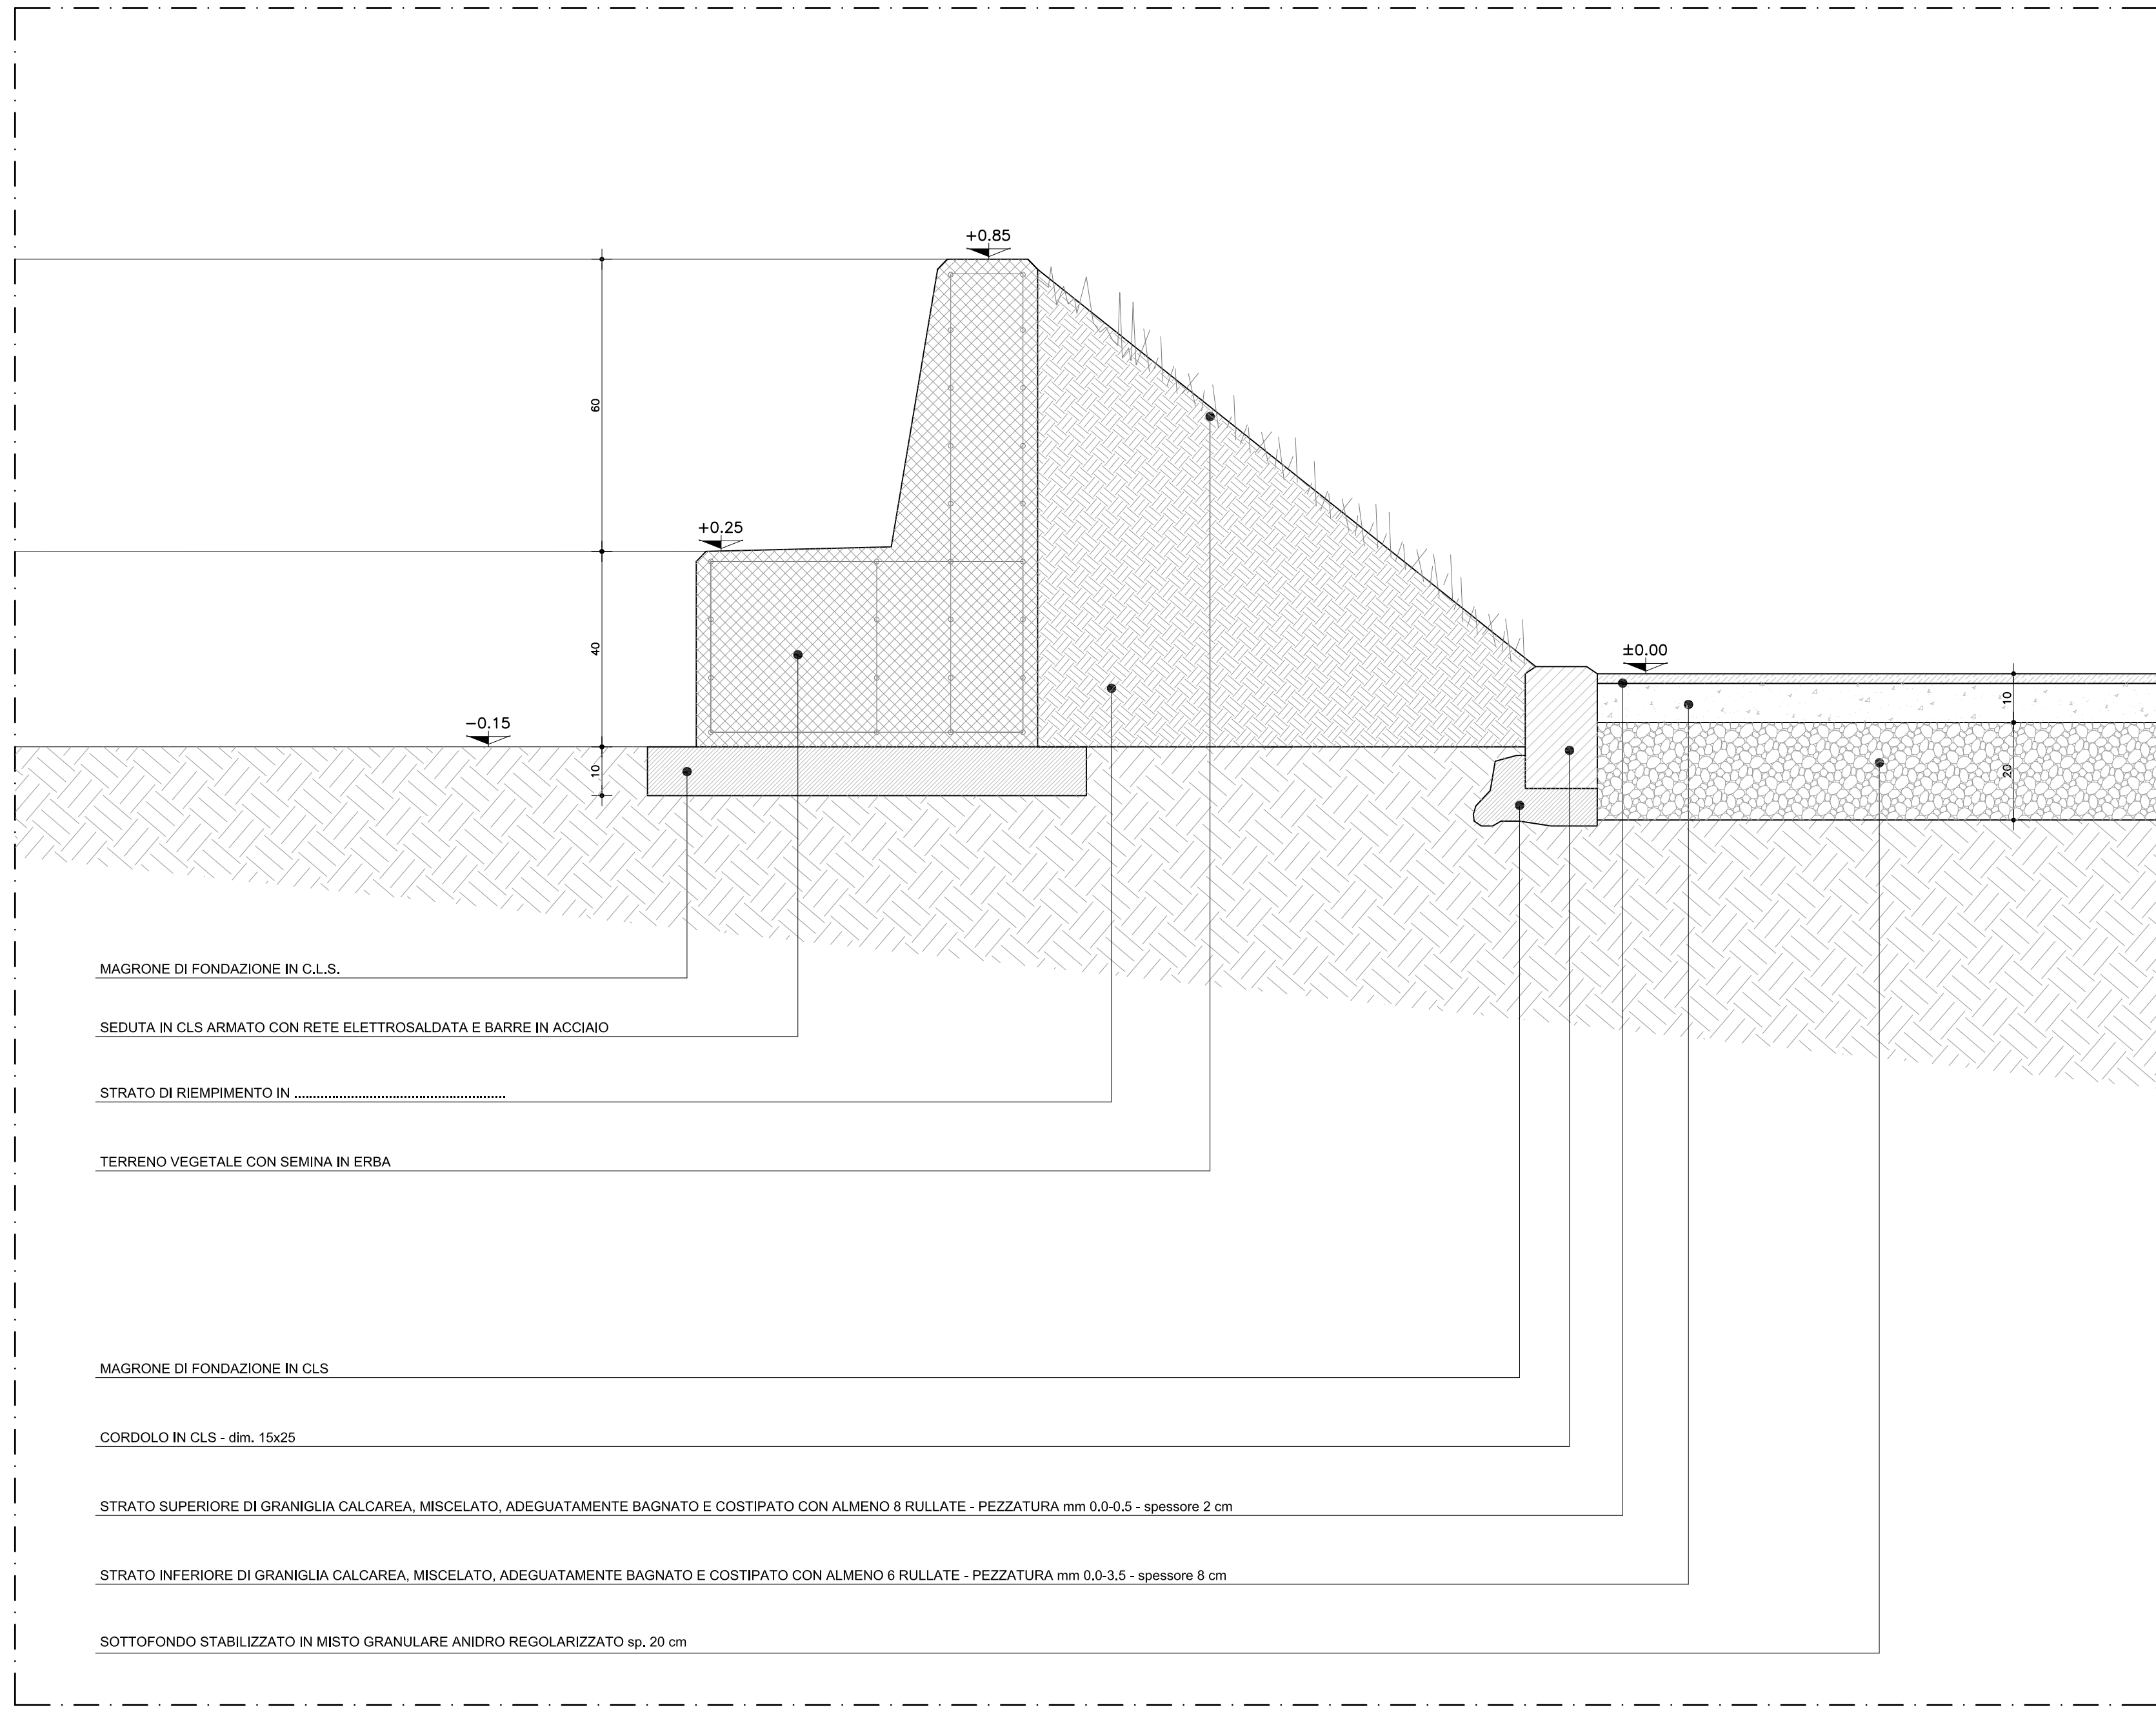 +0.85
60
+0.25
40
±0.00
10
−0.15
10
20
MAGRONE DI FONDAZIONE IN C.L.S.
SEDUTA IN CLS ARMATO CON RETE ELETTROSALDATA E BARRE IN ACCIAIO
STRATO DI RIEMPIMENTO IN ........................................................
TERRENO VEGETALE CON SEMINA IN ERBA
MAGRONE DI FONDAZIONE IN CLS
CORDOLO IN CLS - dim. 15x25
STRATO SUPERIORE DI GRANIGLIA CALCAREA, MISCELATO, ADEGUATAMENTE BAGNATO E COSTIPATO CON ALMENO 8 RULLATE - PEZZATURA mm 0.0-0.5 - spessore 2 cm
STRATO INFERIORE DI GRANIGLIA CALCAREA, MISCELATO, ADEGUATAMENTE BAGNATO E COSTIPATO CON ALMENO 6 RULLATE - PEZZATURA mm 0.0-3.5 - spessore 8 cm
SOTTOFONDO STABILIZZATO IN MISTO GRANULARE ANIDRO REGOLARIZZATO sp. 20 cm